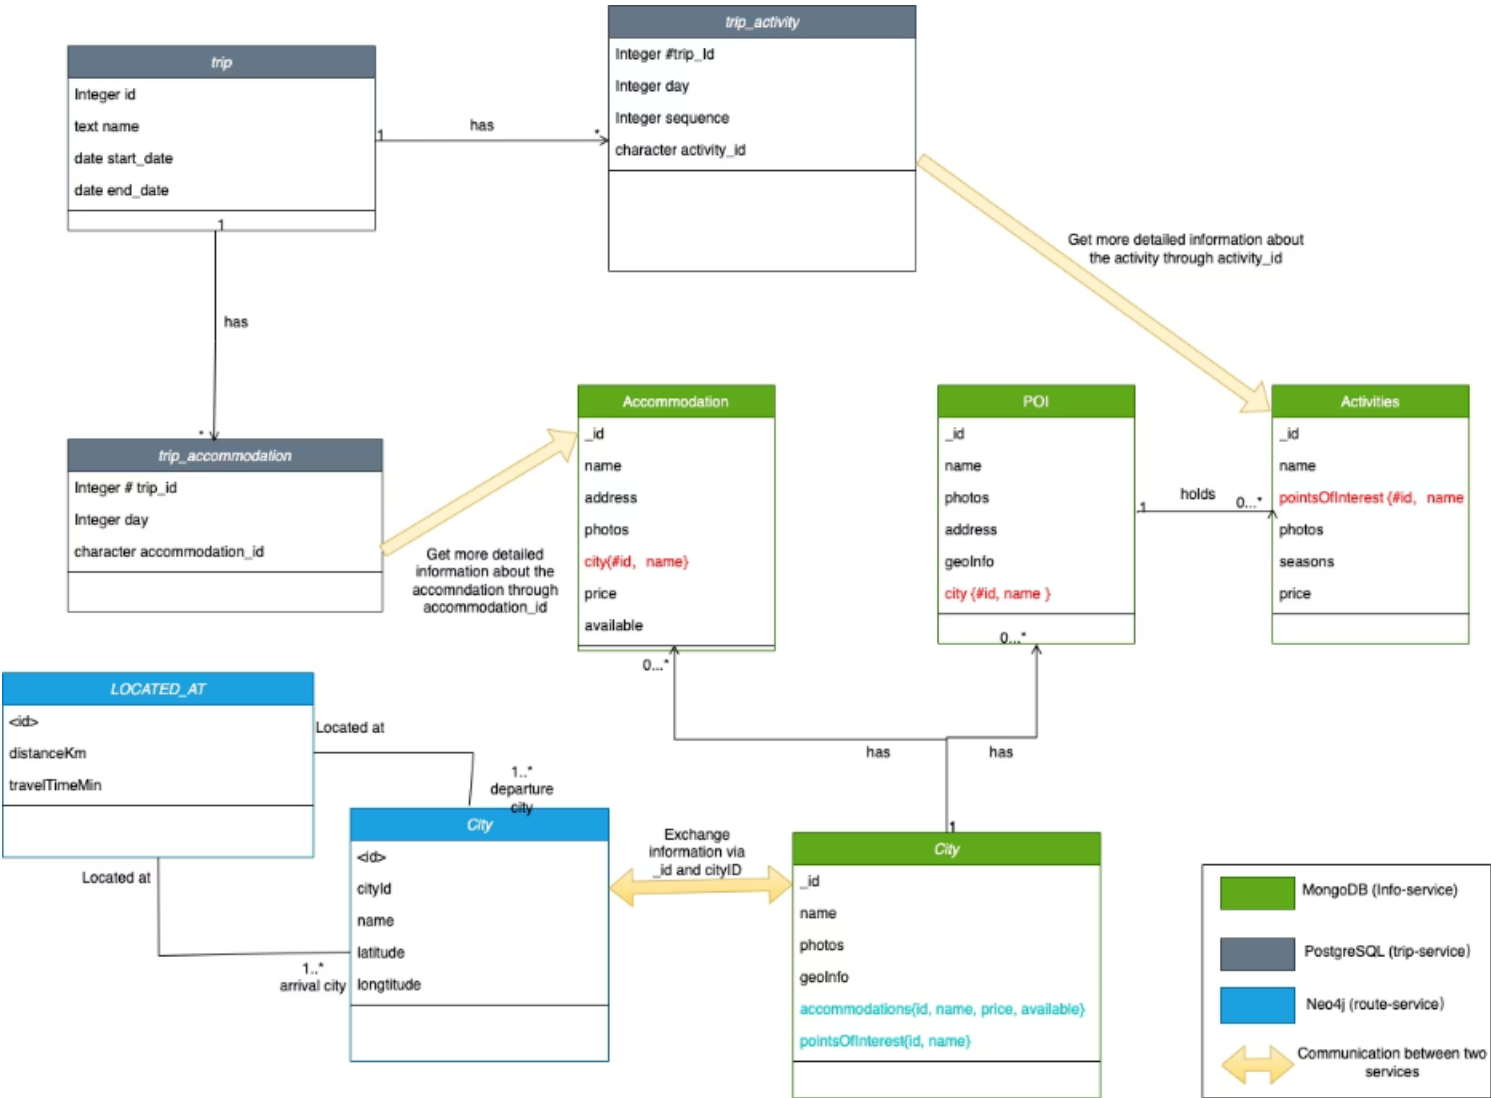 trip_activity
Integer #trip_Id
Integer day
Integer sequence
character activity_id
trip
Integer id
text name
date start_date
date end_date
1
has
*
1
has
*
Get more detailed information about
the activity through activity_id
trip_accommodation
Integer # trip_id
Integer day
character accommodation_id
Get more detailed
information about the
accomndation through
accommodation_id
Accommodation
_id
name
address
photos
city{#id, name}
price
available
0...*
POI
_id
name
photos
address
geoInfo
city {#id, name }
0...*
1
holds
0...*
Activities
_id
name
pointsOfInterest {#id, name
photos
seasons
price
has
has
1
LOCATED_AT
<id>
distanceKm
travelTimeMin
Located at
1..*
departure
city
Located at
1..*
arrival city
City
<id>
cityId
name
latitude
longtitude
Exchange
information via
_id and cityID
City
_id
name
photos
geoInfo
accommodations{id, name, price, available}
pointsOfInterest{id, name}
MongoDB (Info-service)
PostgreSQL (trip-service)
Neo4j (route-service)
Communication between two
services